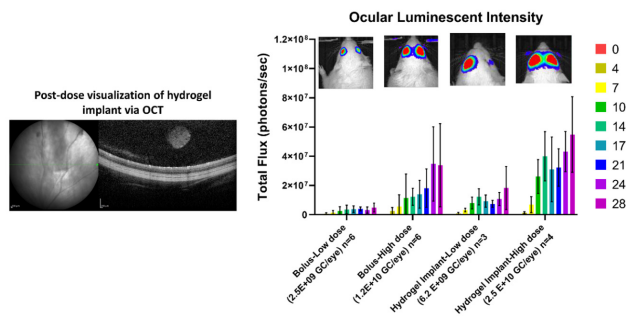 Ocular Luminescent Intensity
Post-dose visualization of hydrogel
implant via OCT
Total Flux (photons/sec)
1.2×10⁸
1×10⁸
8×10⁷
6×10⁷
4×10⁷
2×10⁷
0
0
4
7
10
14
17
21
24
28
Bolus-Low dose
(2.5E+09 GC/eye) n=6
Bolus-High dose
(1.2E+10 GC/eye) n=6
Hydrogel Implant-Low dose
(6.2 E+09 GC/eye) n=3
Hydrogel Implant-High dose
(2.5 E+10 GC/eye) n=4